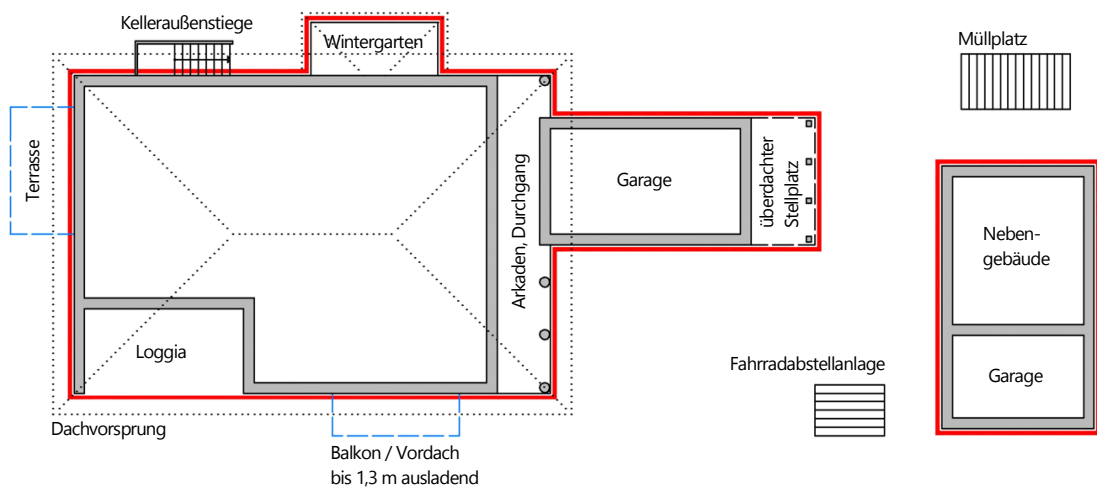 Kelleraußenstiege
Wintergarten
Müllplatz
Terrasse
Arkaden, Durchgang
Garage
überdachter
Stellplatz
Neben-
gebäude
Loggia
Fahrradabstellanlage
Garage
Dachvorsprung
Balkon / Vordach
bis 1,3 m ausladend